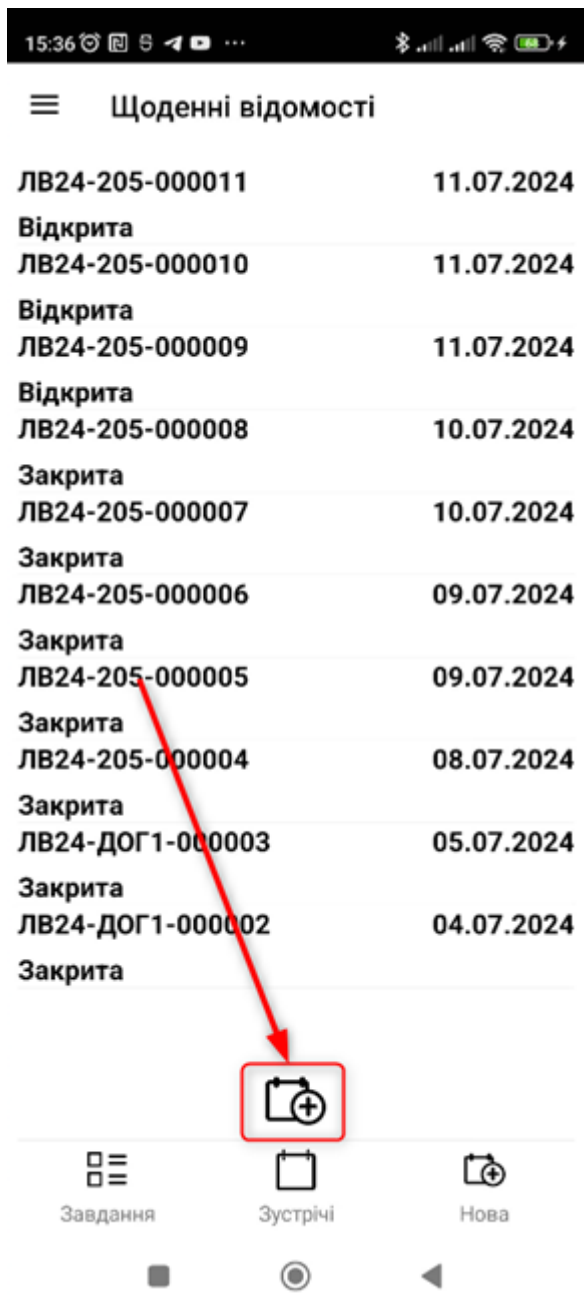 15:36
68
Щоденні відомості
ЛВ24-205-000011 11.07.2024
Відкрита
ЛВ24-205-000010 11.07.2024
Відкрита
ЛВ24-205-000009 11.07.2024
Відкрита
ЛВ24-205-000008 10.07.2024
Закрита
ЛВ24-205-000007 10.07.2024
Закрита
ЛВ24-205-000006 09.07.2024
Закрита
ЛВ24-205-000005 09.07.2024
Закрита
ЛВ24-205-000004 08.07.2024
Закрита
ЛВ24-ДОГ1-000003 05.07.2024
Закрита
ЛВ24-ДОГ1-000002 04.07.2024
Закрита
Завдання Зустрічі Нова